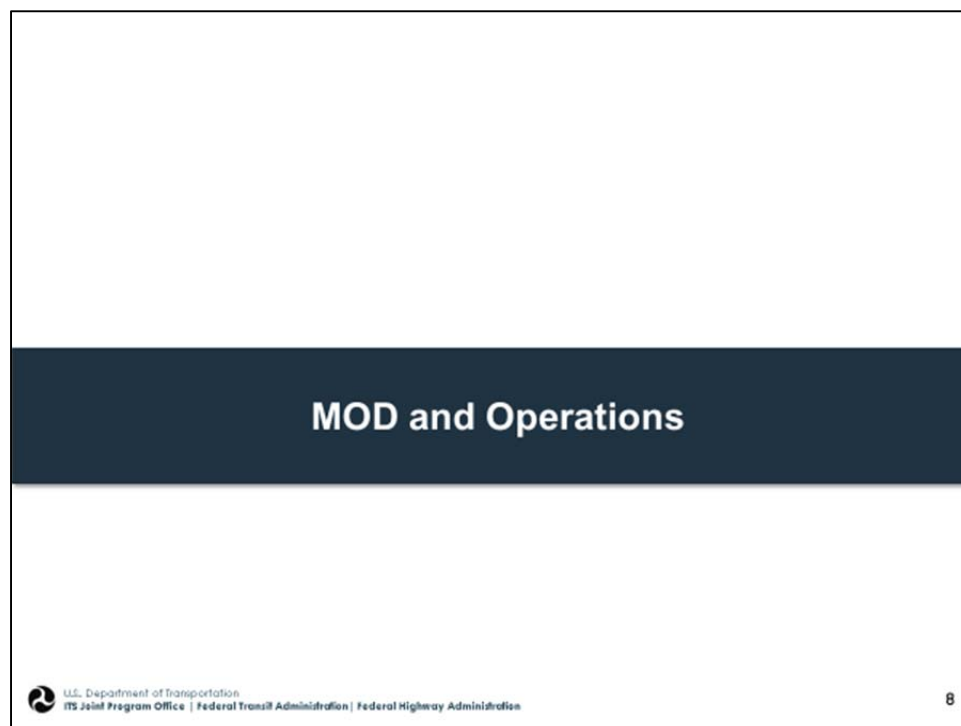 MOD and Operations
U.S. Department of Transportation
ITS Joint Program Office | Federal Transit Administration | Federal Highway Administration
8